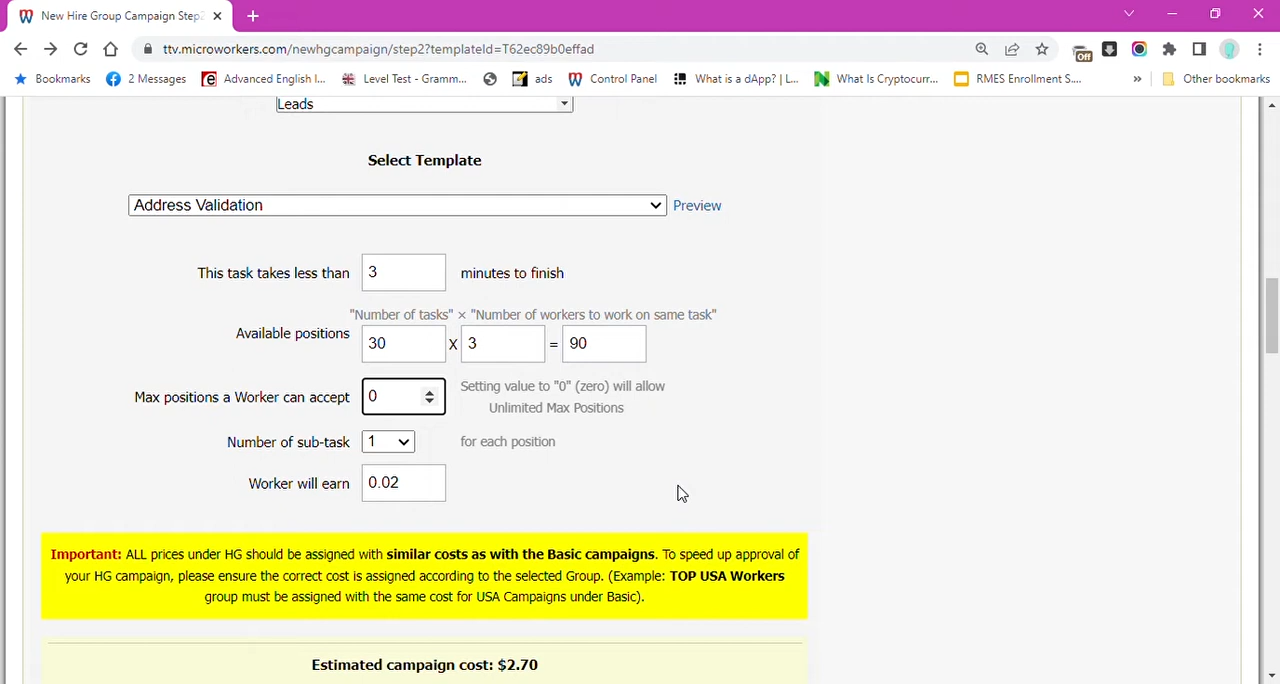 New Hire Group Campaign Step2
ttv.microworkers.com/newhgcampaign/step2?templateId=T62ec89b0effad
Off
Bookmarks
2 Messages
Advanced English I...
Level Test - Gramm...
ads
Control Panel
What is a dApp? | L...
What Is Cryptocurr...
RMES Enrollment S....
»
Other bookmarks
Leads
Select Template
Address Validation
Preview
This task takes less than 3 minutes to finish
"Number of tasks" × "Number of workers to work on same task"
Available positions 30 X 3 = 90
Max positions a Worker can accept 0 Setting value to "0" (zero) will allow
Unlimited Max Positions
Number of sub-task 1 for each position
Worker will earn 0.02
Important: ALL prices under HG should be assigned with similar costs as with the Basic campaigns. To speed up approval of
your HG campaign, please ensure the correct cost is assigned according to the selected Group. (Example: TOP USA Workers
group must be assigned with the same cost for USA Campaigns under Basic).
Estimated campaign cost: $2.70